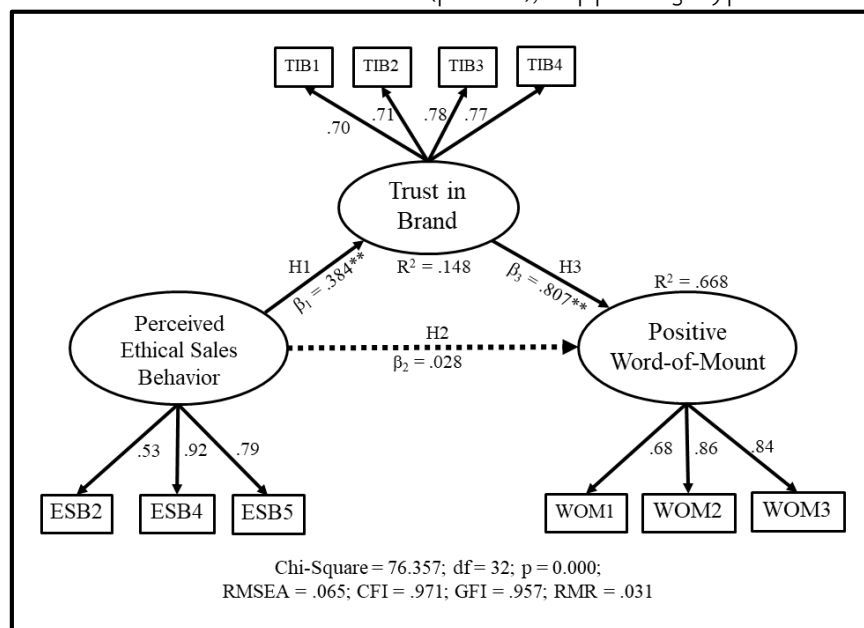 TIB1 TIB2 TIB3 TIB4
.70 .71 .78 .77
Trust in
Brand
H1
β₁ = .384**
R² = .148
H3
β₃ = .807**
R² = .668
Perceived
Ethical Sales
Behavior
H2
β₂ = .028
Positive
Word-of-Mount
.53 .92 .79
.68 .86 .84
ESB2 ESB4 ESB5
WOM1 WOM2 WOM3
Chi-Square = 76.357; df = 32; p = 0.000;
RMSEA = .065; CFI = .971; GFI = .957; RMR = .031